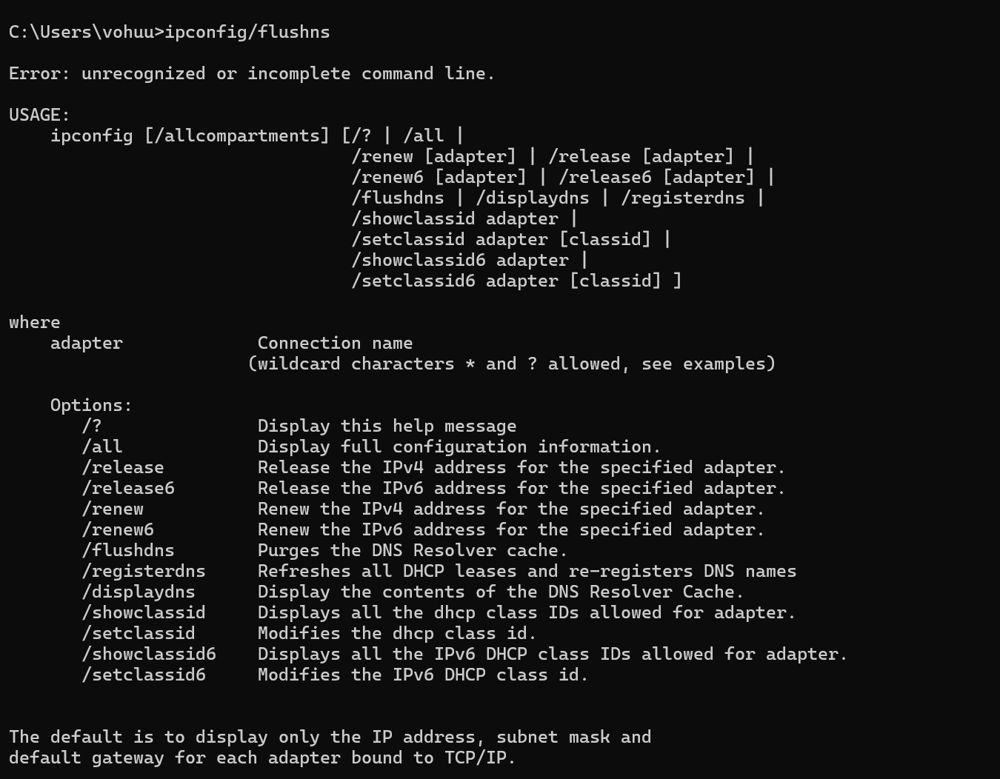 C:\Users\vohuu>ipconfig/flushns
Error: unrecognized or incomplete command line.
USAGE:
ipconfig [/allcompartments] [/? | /all |
/renew [adapter] | /release [adapter] |
/renew6 [adapter] | /release6 [adapter] |
/flushdns | /displaydns | /registerdns |
/showclassid adapter |
/setclassid adapter [classid] |
/showclassid6 adapter |
/setclassid6 adapter [classid] ]
where
adapter Connection name
(wildcard characters * and ? allowed, see examples)
Options:
/? Display this help message
/all Display full configuration information.
/release Release the IPv4 address for the specified adapter.
/release6 Release the IPv6 address for the specified adapter.
/renew Renew the IPv4 address for the specified adapter.
/renew6 Renew the IPv6 address for the specified adapter.
/flushdns Purges the DNS Resolver cache.
/registerdns Refreshes all DHCP leases and re-registers DNS names
/displaydns Display the contents of the DNS Resolver Cache.
/showclassid Displays all the dhcp class IDs allowed for adapter.
/setclassid Modifies the dhcp class id.
/showclassid6 Displays all the IPv6 DHCP class IDs allowed for adapter.
/setclassid6 Modifies the IPv6 DHCP class id.
The default is to display only the IP address, subnet mask and
default gateway for each adapter bound to TCP/IP.